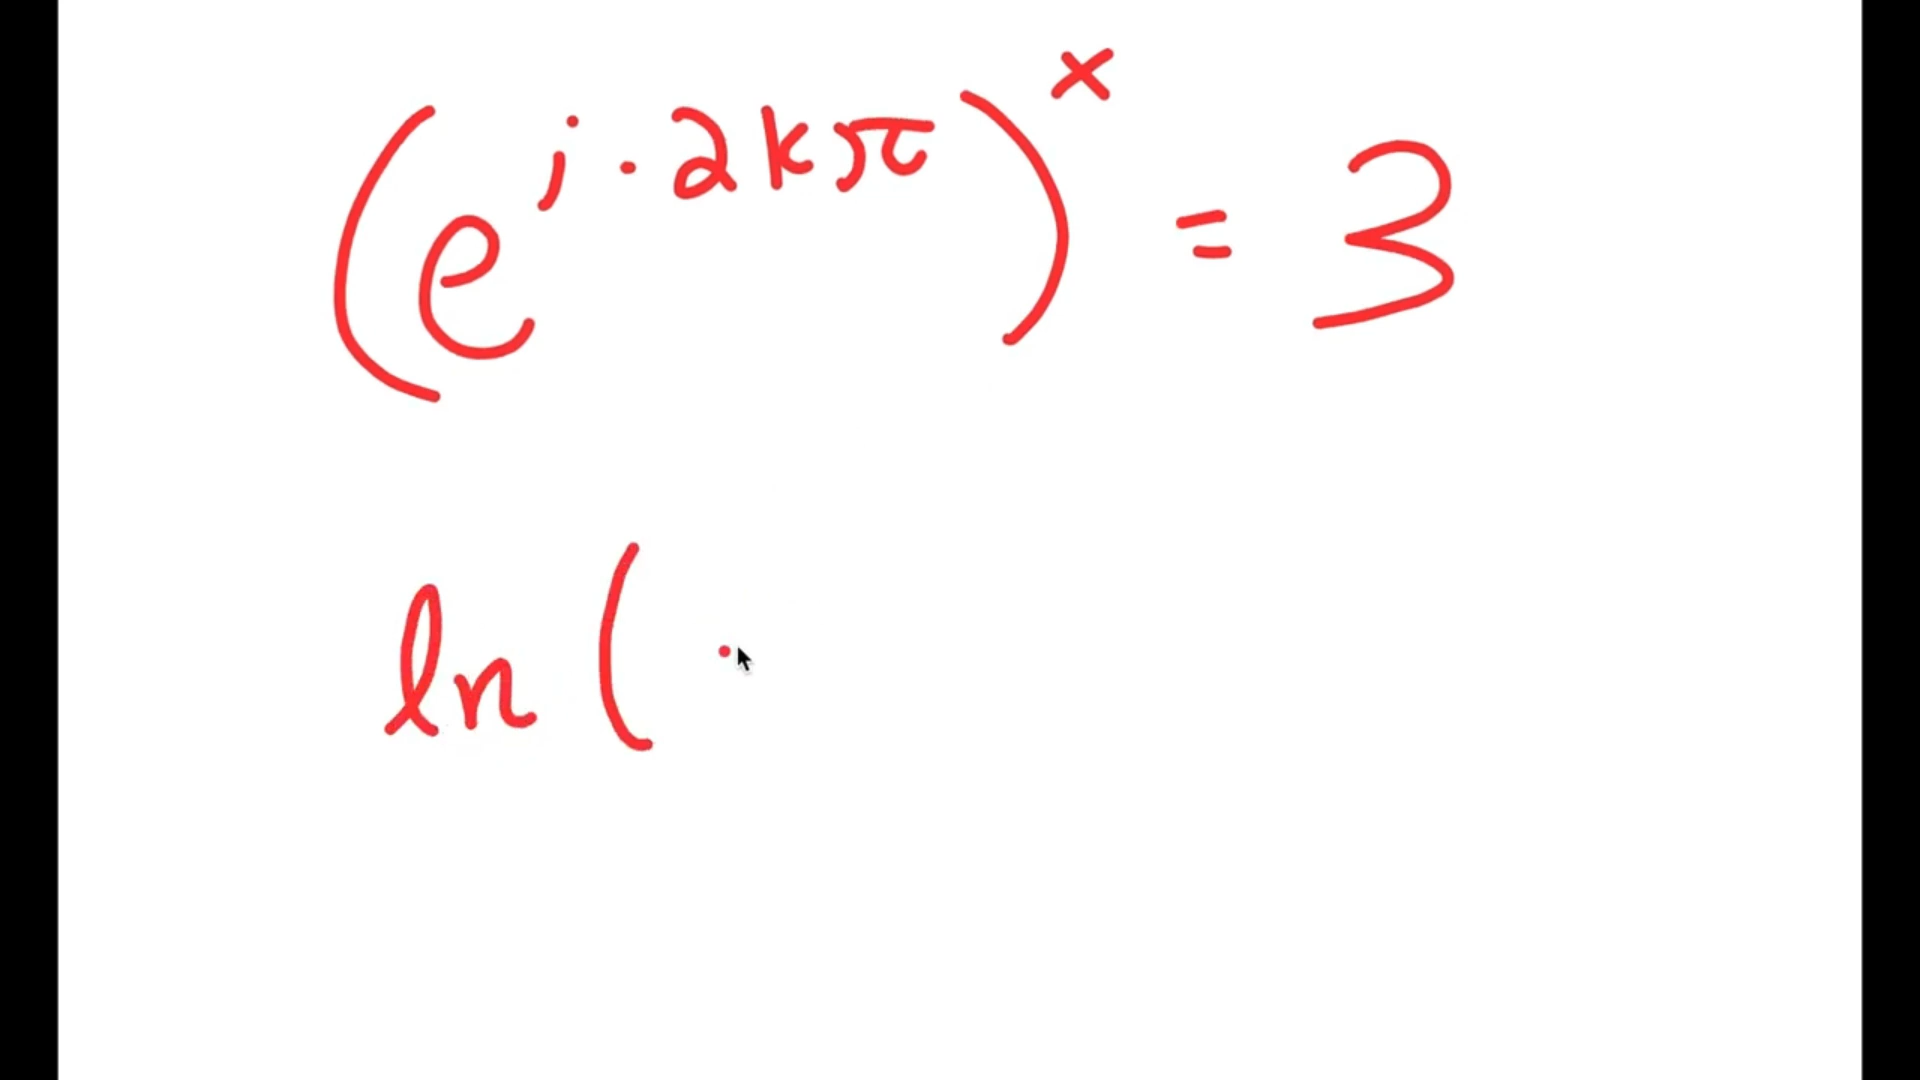 (e^{i·2kπ})^x = 3
ln(